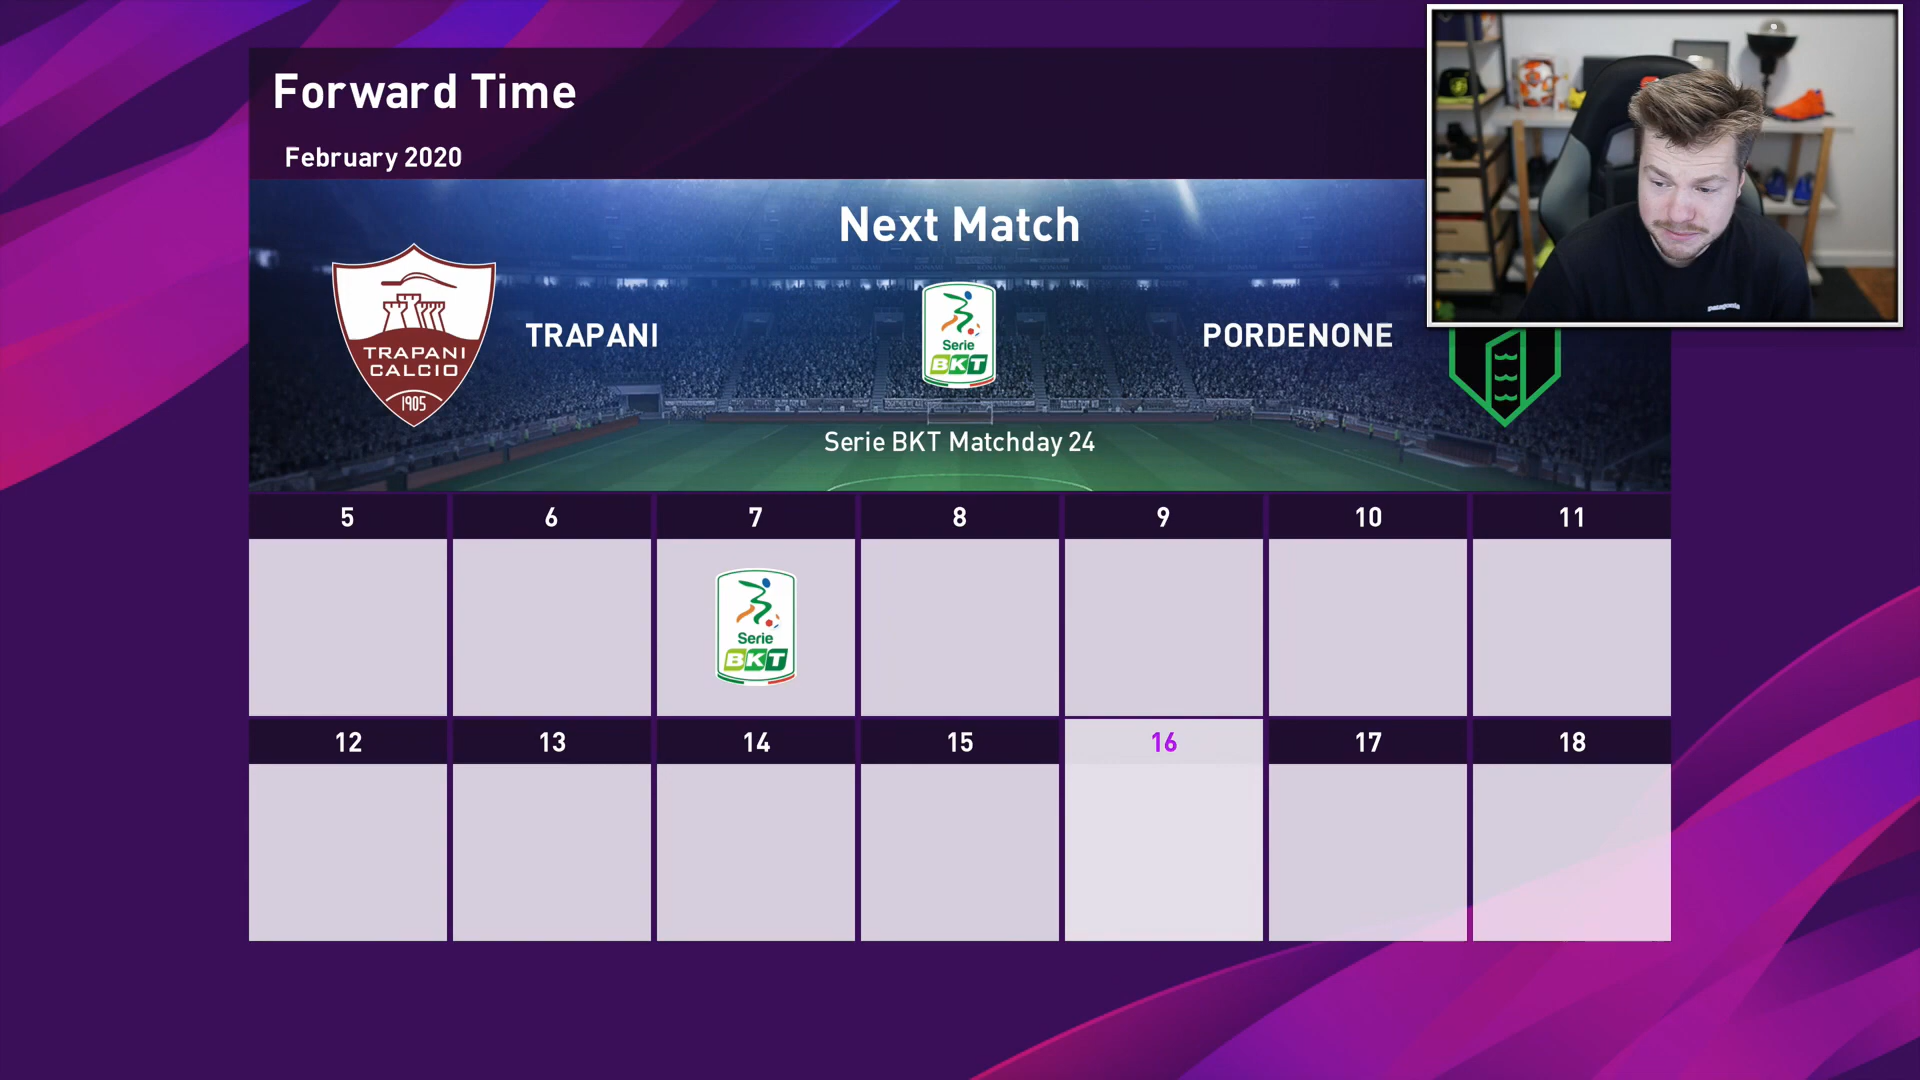 Forward Time
February 2020
Next Match
TRAPANI
CALCIO
1905
TRAPANI
Serie
BKT
PORDENONE
Serie BKT Matchday 24
5 6 7 8 9 10 11
Serie
BKT
12 13 14 15 16 17 18